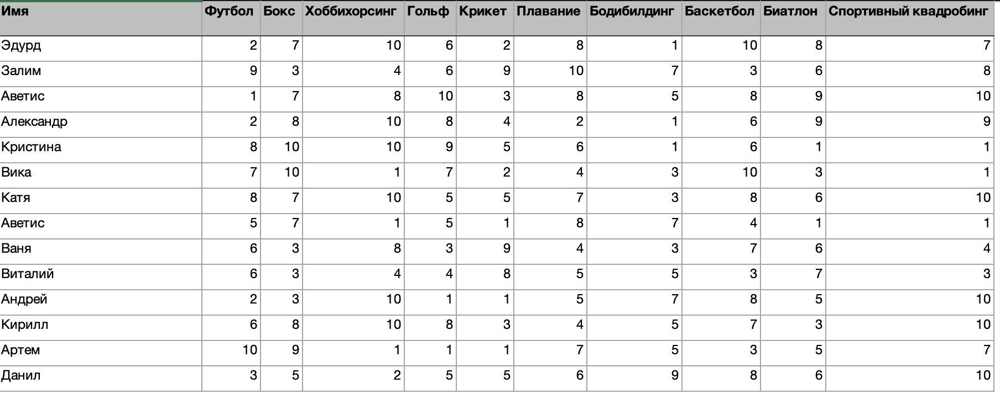 Имя Футбол Бокс Хоббихорсинг Гольф Крикет Плавание Бодибилдинг Баскетбол Биатлон Спортивный квадробинг
Эдурд 2 7 10 6 2 8 1 10 8 7
Залим 9 3 4 6 9 10 7 3 6 8
Аветис 1 7 8 10 3 8 5 8 9 10
Александр 2 8 10 8 4 2 1 6 9 9
Кристина 8 10 10 9 5 6 1 6 1 1
Вика 7 10 1 7 2 4 3 10 3 1
Катя 8 7 10 5 5 7 3 8 6 10
Аветис 5 7 1 5 1 8 7 4 1 1
Ваня 6 3 8 3 9 4 3 7 6 4
Виталий 6 3 4 4 8 5 5 3 7 3
Андрей 2 3 10 1 1 5 7 8 5 10
Кирилл 6 8 10 8 3 4 5 7 3 10
Артем 10 9 1 1 1 7 5 3 5 7
Данил 3 5 2 5 5 6 9 8 6 10